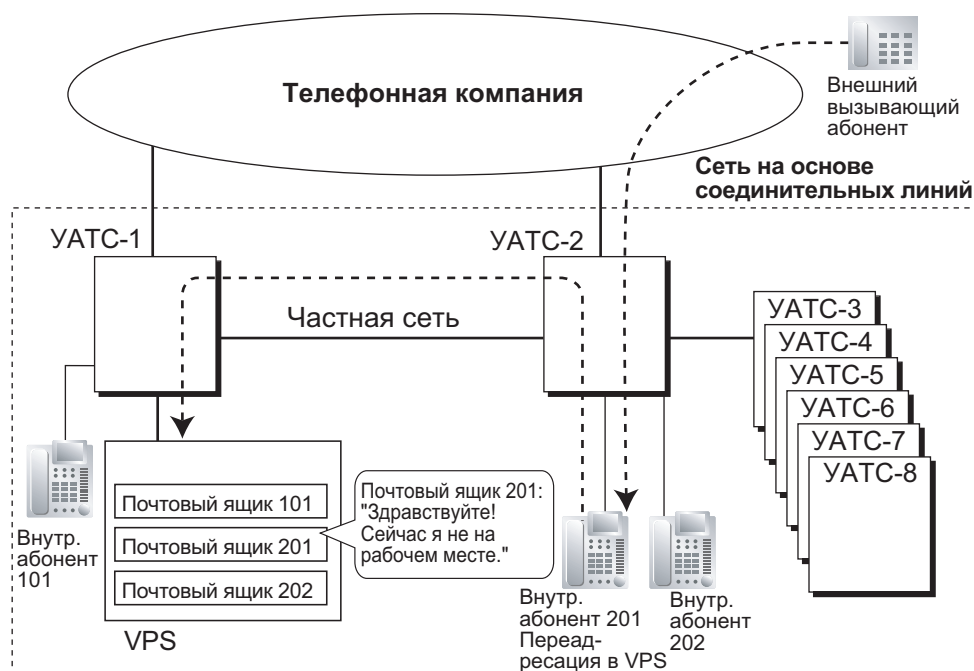 Телефонная компания
Внешний
вызывающий
абонент
Сеть на основе
соединительных линий
УАТС-1
УАТС-2
Частная сеть
УАТС-3
УАТС-4
УАТС-5
УАТС-6
УАТС-7
УАТС-8
Внутр.
абонент
101
Почтовый ящик 101
Почтовый ящик 201
Почтовый ящик 202
VPS
Почтовый ящик 201:
"Здравствуйте!
Сейчас я не на
рабочем месте."
Внутр.
абонент 201
Переад-
ресация в VPS
Внутр.
абонент
202